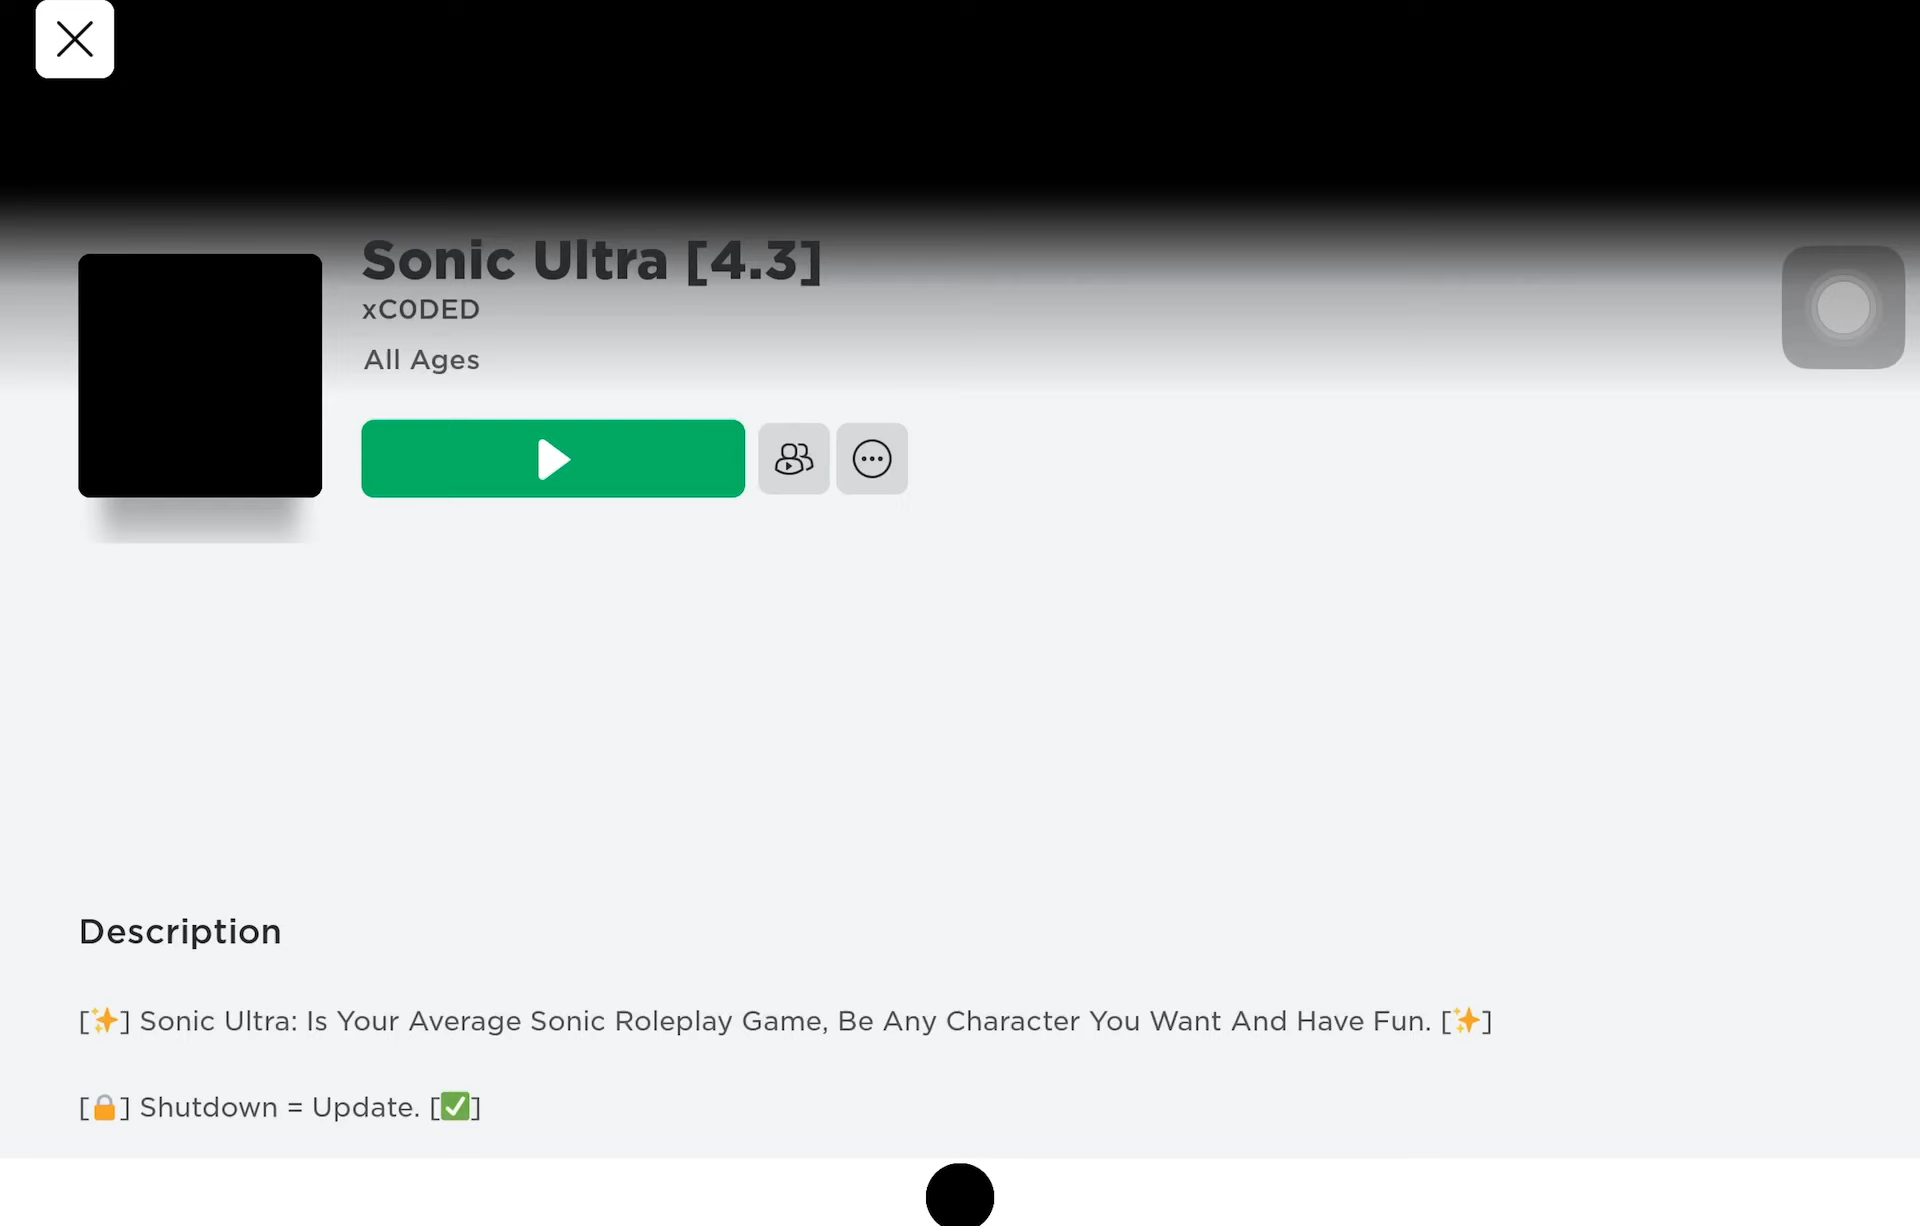 Sonic Ultra [4.3]
xC0DED
All Ages
Description
[✨] Sonic Ultra: Is Your Average Sonic Roleplay Game, Be Any Character You Want And Have Fun. [✨]
[🔒] Shutdown = Update. [✅]